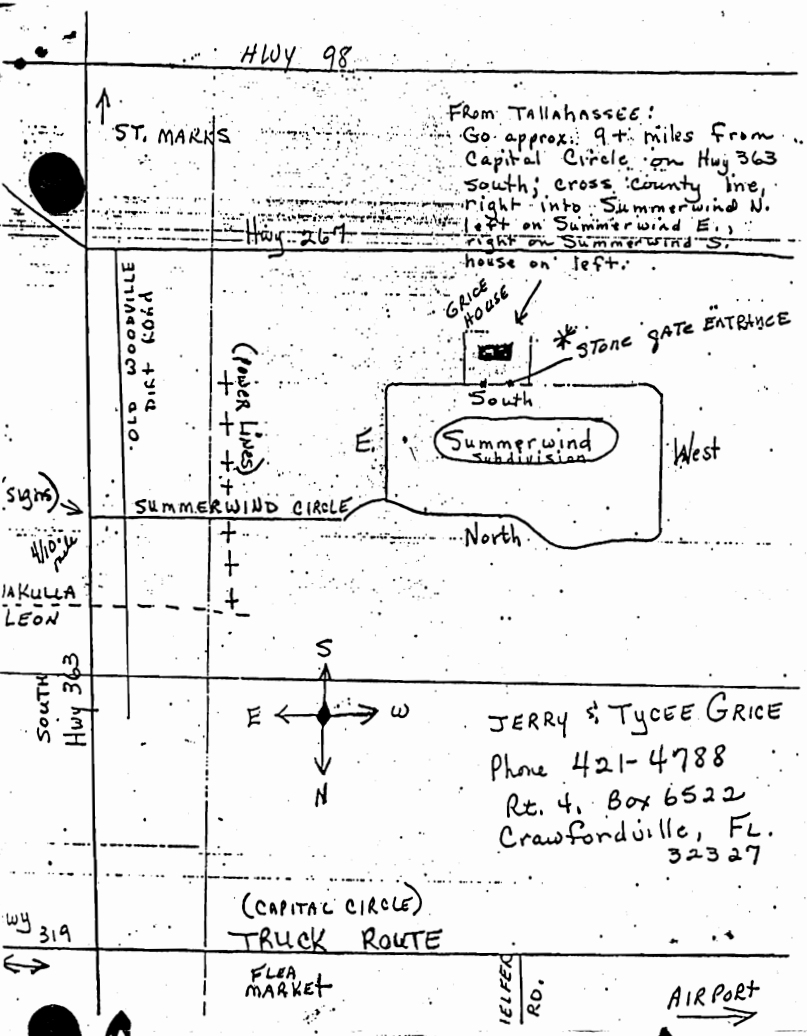 HWY 98
ST. MARKS
From TALLAHASSEE:
Go approx. 9+ miles from
Capital Circle on Hwy 363
South; cross county line,
right into Summerwind N.
left on Summerwind E.,
right on Summerwind S.
house on left.
Hwy 267
OLD WOODVILLE
DIRT ROAD
(POWER LINES)
GRICE
HOUSE
STONE GATE ENTRANCE
South
E.
Summerwind
Subdivision
West
North
Signs)
SUMMERWIND CIRCLE
4/10 mile
AKULLA
LEON
SOUTH
Hwy 363
S
E
W
N
JERRY & TYCEE GRICE
Phone 421-4788
Rt. 4, Box 6522
Crawfordville, FL.
32327
(CAPITAL CIRCLE)
TRUCK ROUTE
wy 319
FLEA
MARKET
IELFER
RD.
AIRPORT